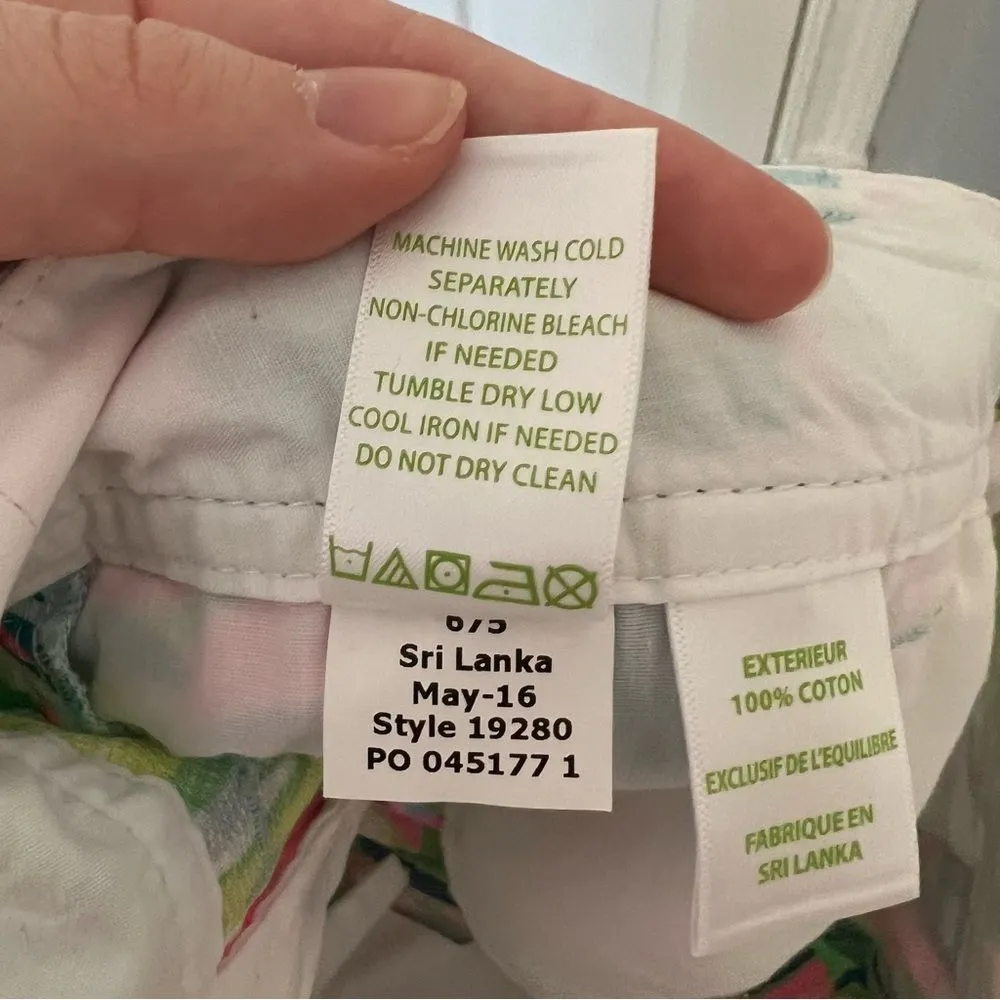 MACHINE WASH COLD
SEPARATELY
NON-CHLORINE BLEACH
IF NEEDED
TUMBLE DRY LOW
COOL IRON IF NEEDED
DO NOT DRY CLEAN
Sri Lanka
May-16
Style 19280
PO 045177 1
EXTERIEUR
100% COTON
EXCLUSIF DE L'EQUILIBRE
FABRIQUE EN
SRI LANKA